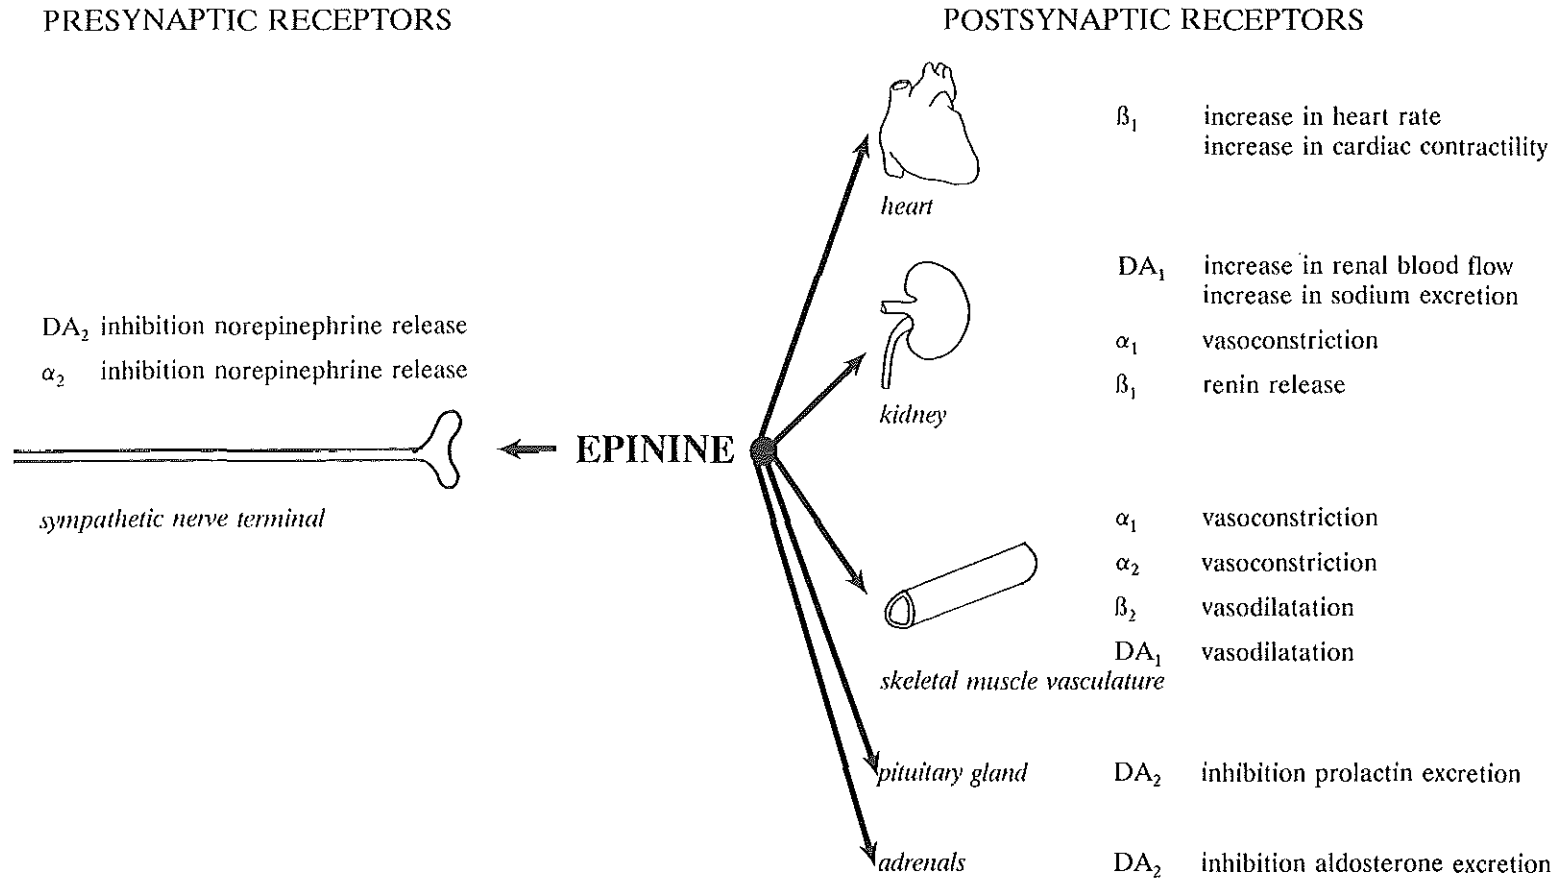 PRESYNAPTIC RECEPTORS
POSTSYNAPTIC RECEPTORS
DA₂ inhibition norepinephrine release
α₂ inhibition norepinephrine release
sympathetic nerve terminal
EPININE
heart
ß₁ increase in heart rate
increase in cardiac contractility
kidney
DA₁ increase in renal blood flow
increase in sodium excretion
α₁ vasoconstriction
ß₁ renin release
α₁ vasoconstriction
α₂ vasoconstriction
ß₂ vasodilatation
DA₁ vasodilatation
skeletal muscle vasculature
pituitary gland DA₂ inhibition prolactin excretion
adrenals DA₂ inhibition aldosterone excretion